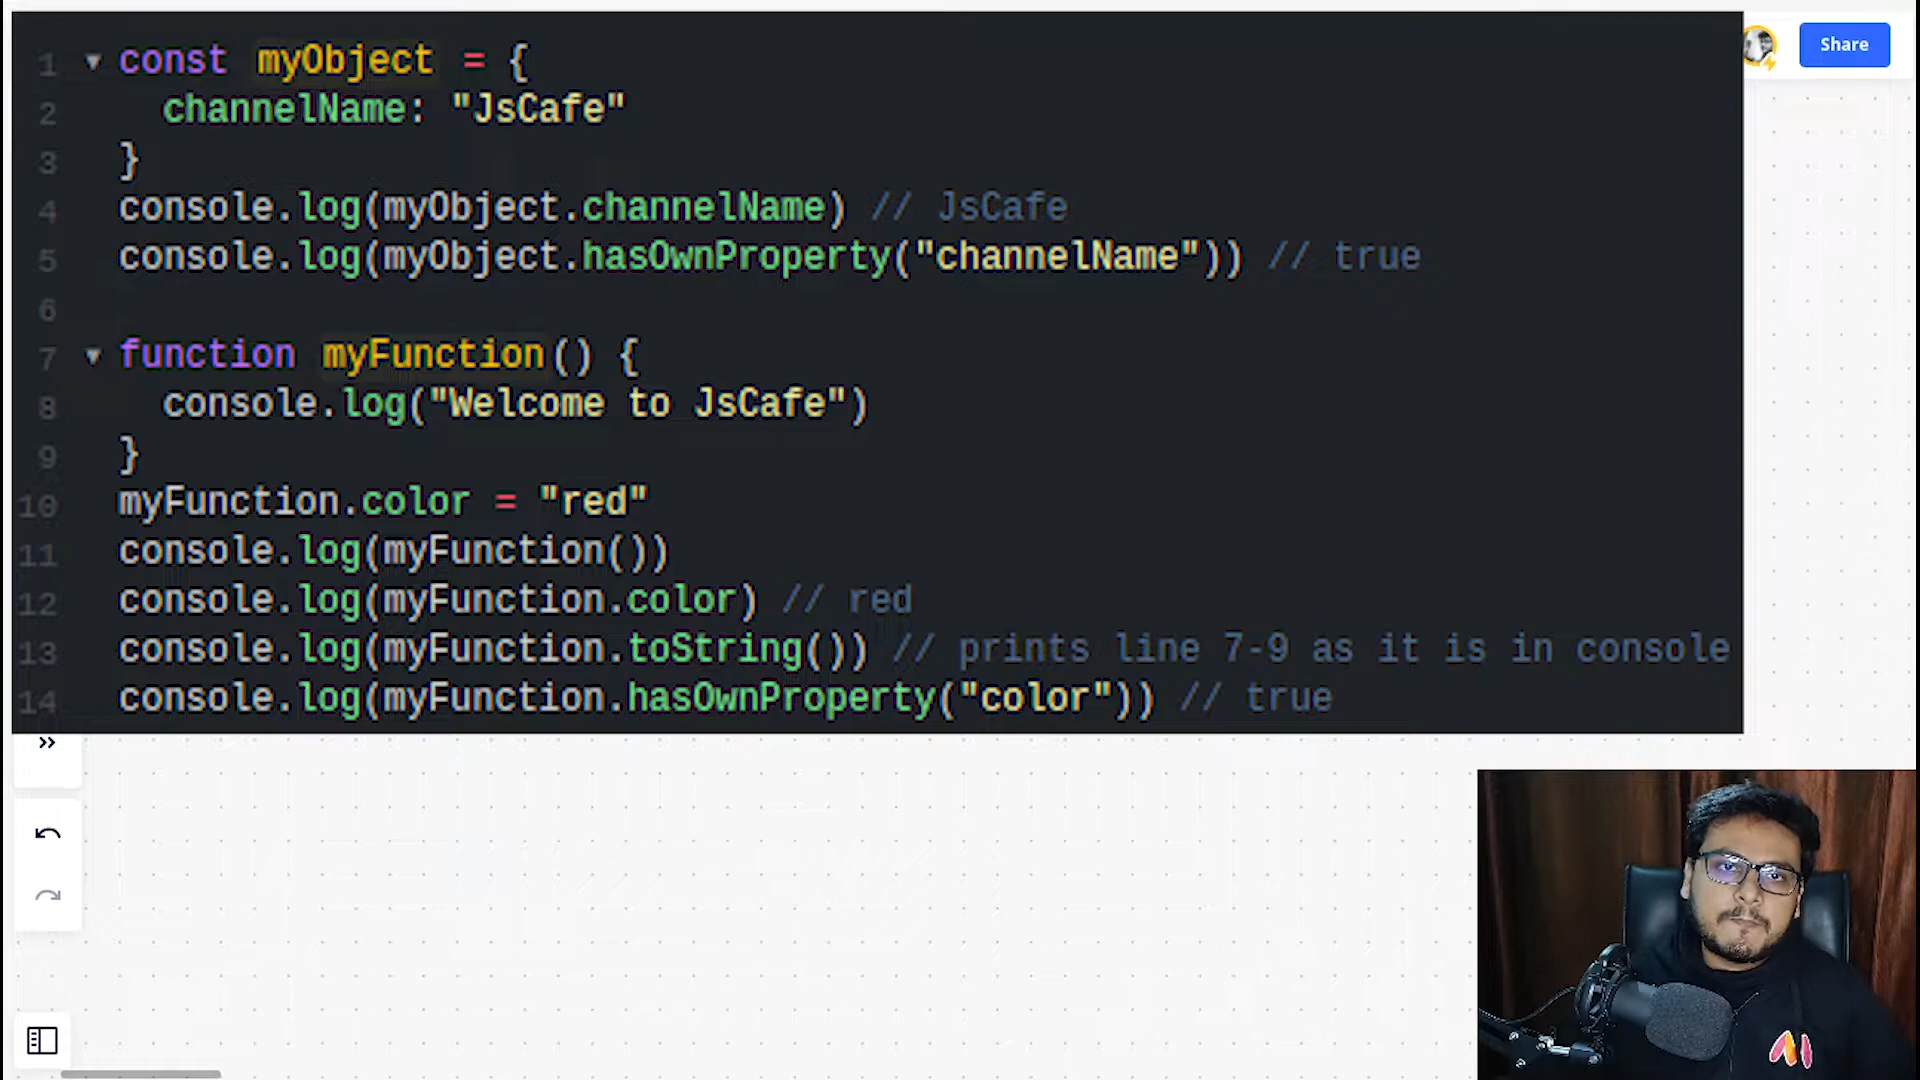 Share
1 ▼ const myObject = {
2 channelName: "JsCafe"
3 }
4 console.log(myObject.channelName) // JsCafe
5 console.log(myObject.hasOwnProperty("channelName")) // true
6
7 ▼ function myFunction() {
8 console.log("Welcome to JsCafe")
9 }
10 myFunction.color = "red"
11 console.log(myFunction())
12 console.log(myFunction.color) // red
13 console.log(myFunction.toString()) // prints line 7-9 as it is in console
14 console.log(myFunction.hasOwnProperty("color")) // true